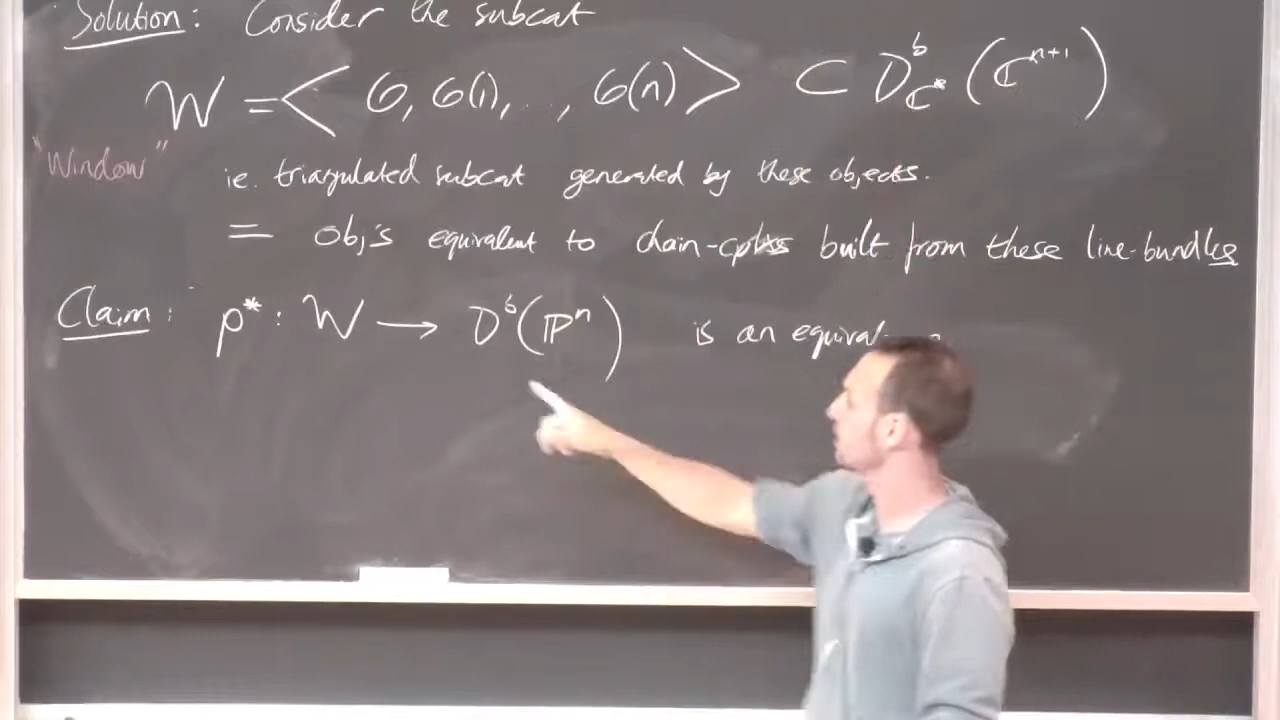 Solution: Consider the subcat
W = < O, O(1), .., O(n) > ⊂ D^b_{C*} (C^{n+1})
"Window"
ie. triangulated subcat generated by these objects.
= obj's equivalent to chain-cplxs built from these line-bundles
Claim: p* : W → D^b(P^n) is an